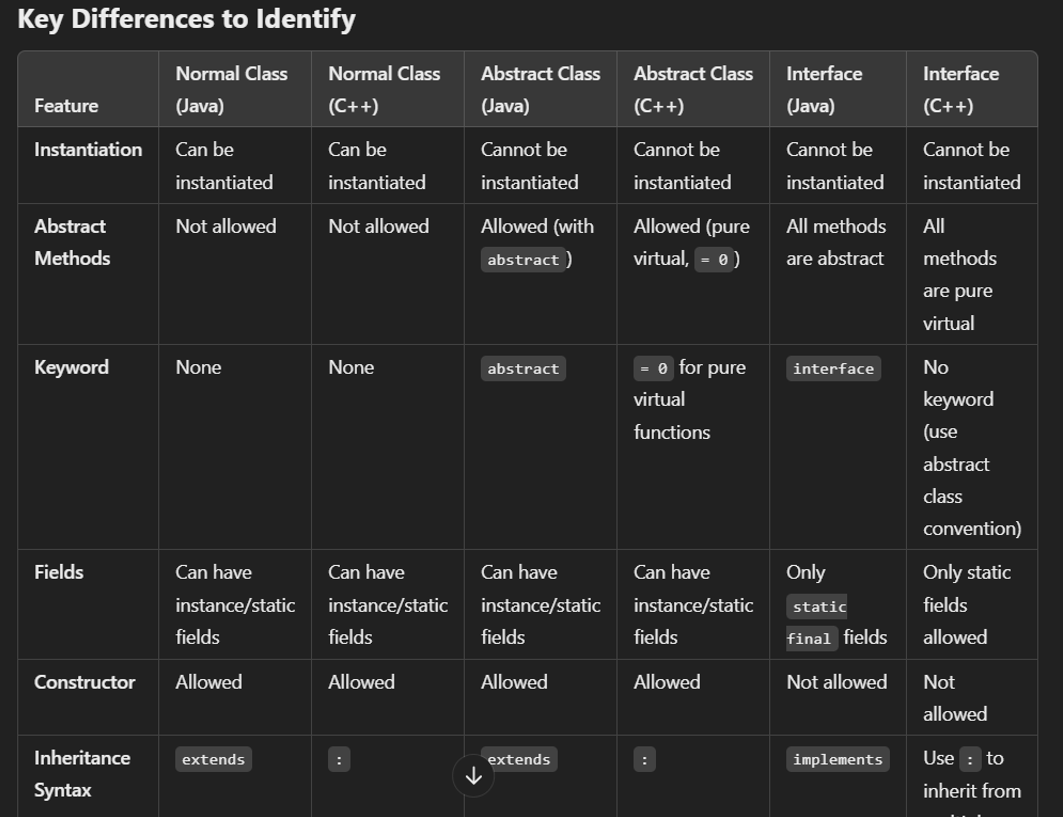 Key Differences to Identify
Feature
Normal Class
(Java)
Normal Class
(C++)
Abstract Class
(Java)
Abstract Class
(C++)
Interface
(Java)
Interface
(C++)
Instantiation
Can be
instantiated
Can be
instantiated
Cannot be
instantiated
Cannot be
instantiated
Cannot be
instantiated
Cannot be
instantiated
Abstract
Methods
Not allowed
Not allowed
Allowed (with
abstract)
Allowed (pure
virtual, = 0)
All methods
are abstract
All
methods
are pure
virtual
Keyword
None
None
abstract
= 0 for pure
virtual
functions
interface
No
keyword
(use
abstract
class
convention)
Fields
Can have
instance/static
fields
Can have
instance/static
fields
Can have
instance/static
fields
Can have
instance/static
fields
Only
static
final fields
Only static
fields
allowed
Constructor
Allowed
Allowed
Allowed
Allowed
Not allowed
Not
allowed
Inheritance
Syntax
extends
:
extends
:
implements
Use : to
inherit from